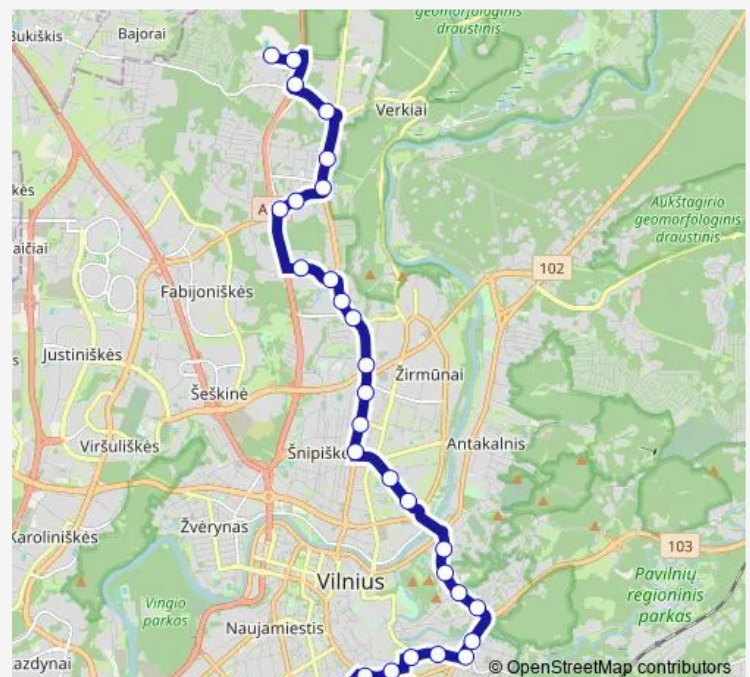 geomorfologinis
draustinis
Bukiškis
Bajorai
Verkiai
kės
Aukštagirio
geomorfologinis
draustinis
A
aičiai
102
Fabijoniškės
s
Justiniškės
Žirmūnai
Šeškinė
Viršuliškės
Šnipiško
Antakalnis
Karoliniškės
Žvėrynas
103
Vilnius
Pavilnių
regioninis
parkas
Vingio
parkas
Naujamiestis
azdynai
© OpenStreetMap contributors